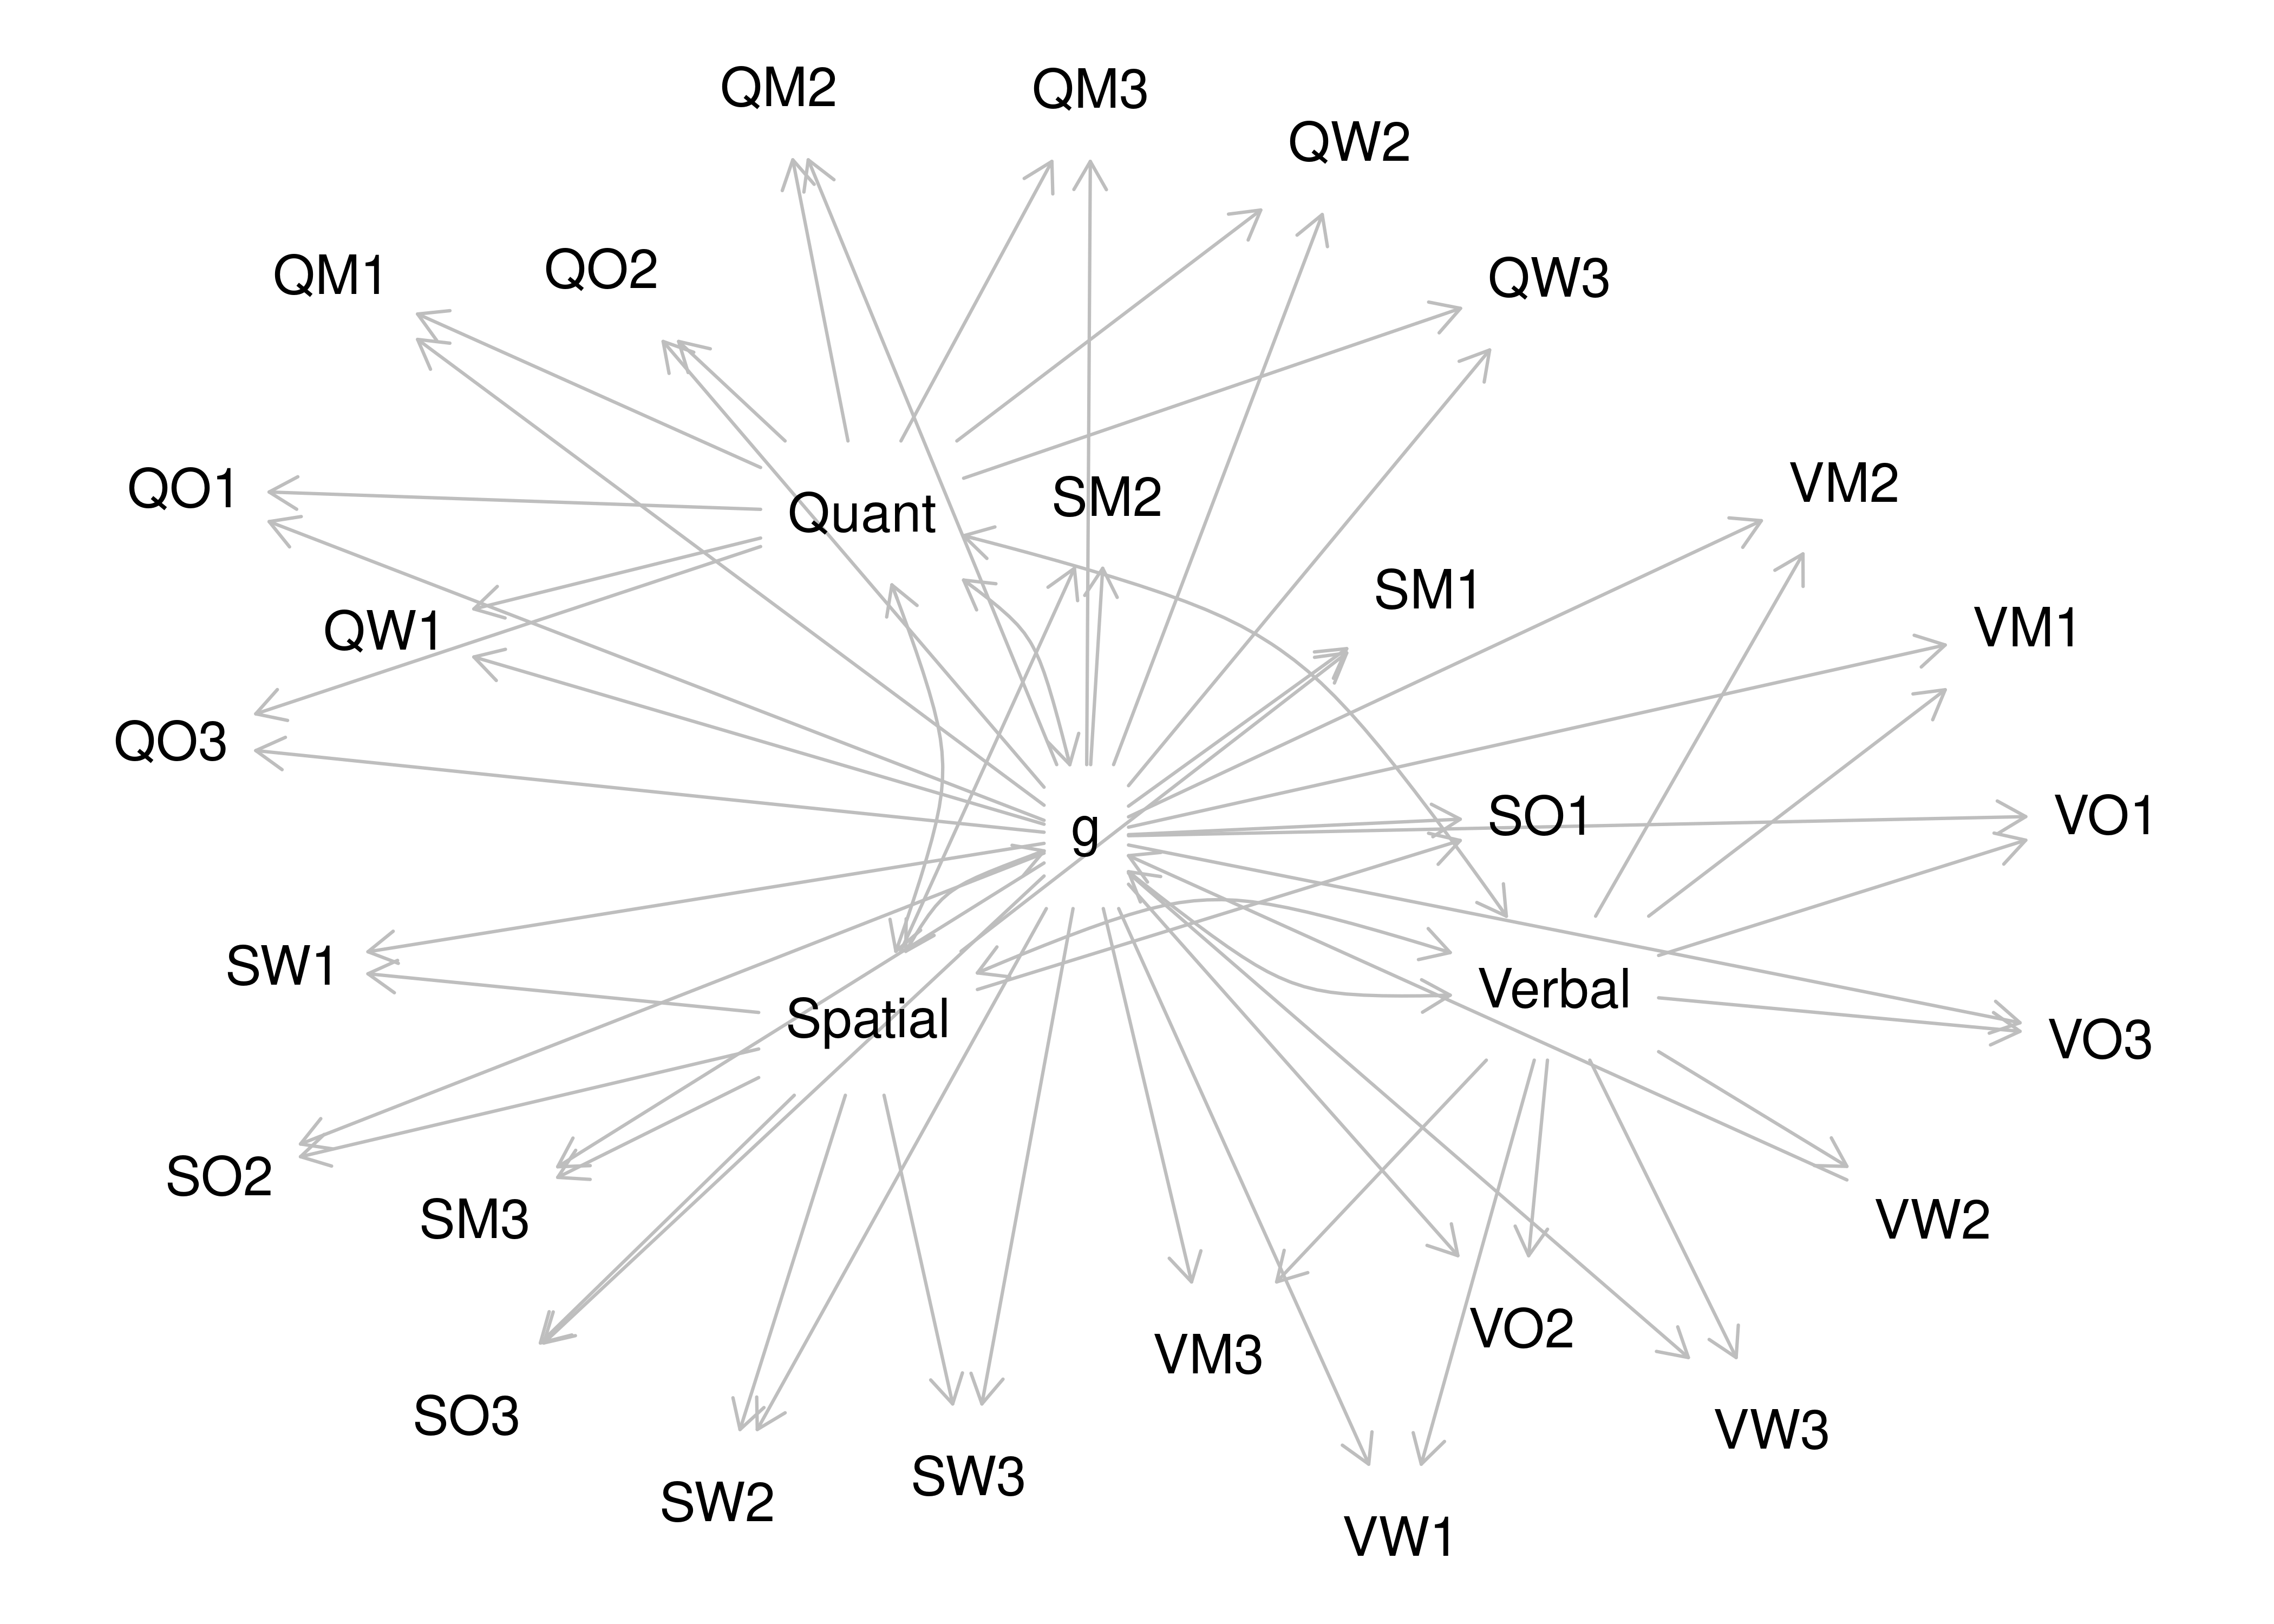 QM2
QM3
QW2
QM1
QO2
QW3
QO1
Quant
SM2
VM2
SM1
QW1
VM1
QO3
g
SO1
VO1
SW1
Spatial
Verbal
VO3
SO2
SM3
VW2
VM3
VO2
SO3
VW3
SW2
SW3
VW1